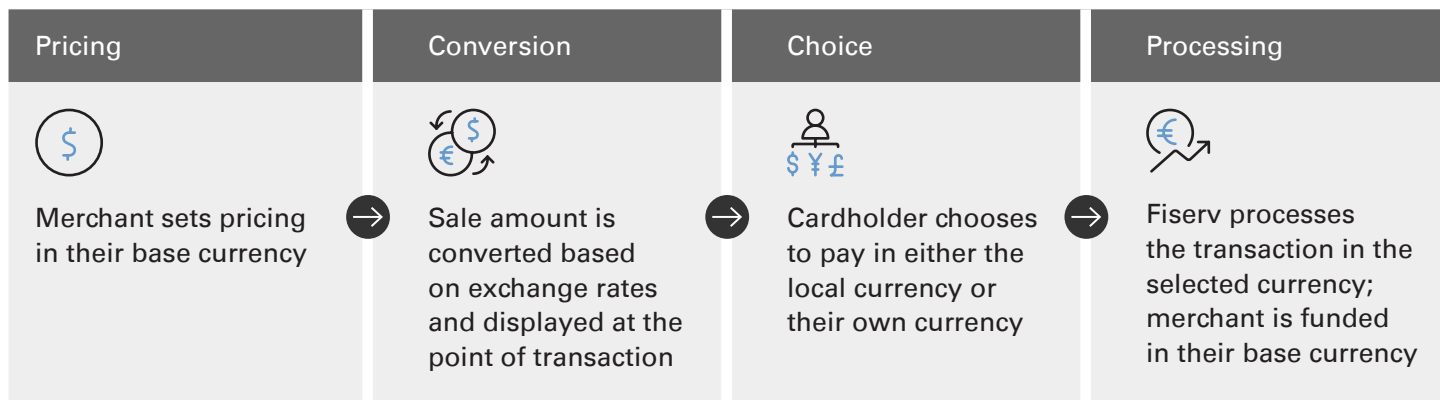 Pricing
Merchant sets pricing
in their base currency
Conversion
$
€
Sale amount is
converted based
on exchange rates
and displayed at the
point of transaction
Choice
$ ¥ £
Cardholder chooses
to pay in either the
local currency or
their own currency
Processing
€
Fiserv processes
the transaction in the
selected currency;
merchant is funded
in their base currency